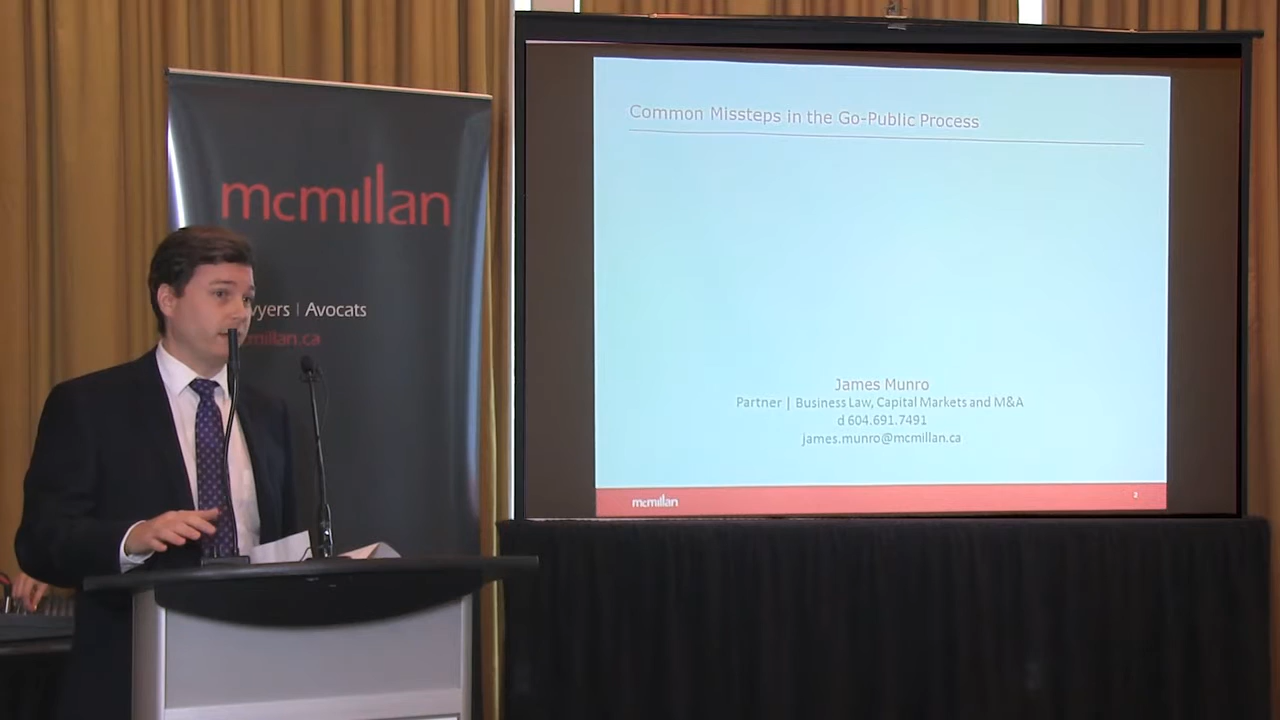 mcmillan
yers | Avocats
millan.ca
Common Missteps in the Go-Public Process
James Munro
Partner | Business Law, Capital Markets and M&A
d 604.691.7491
james.munro@mcmillan.ca
mcmillan
2